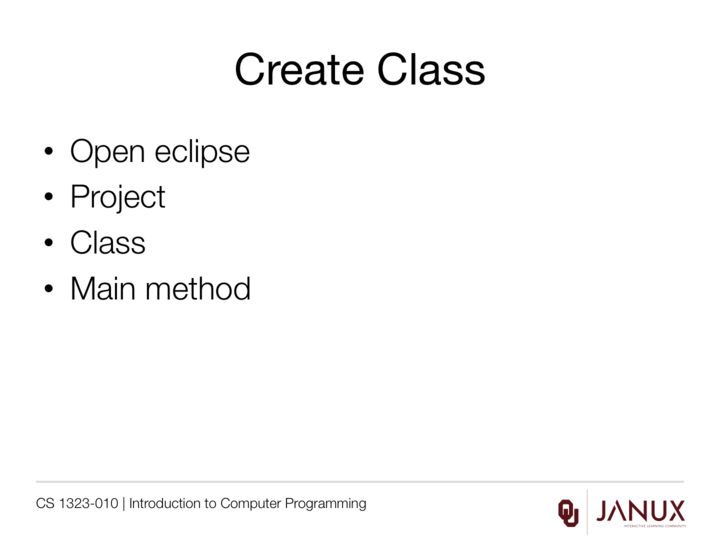 Create Class
• Open eclipse
• Project
• Class
• Main method
CS 1323-010 | Introduction to Computer Programming
OU
JANUX
INTERACTIVE LEARNING COMMUNITY